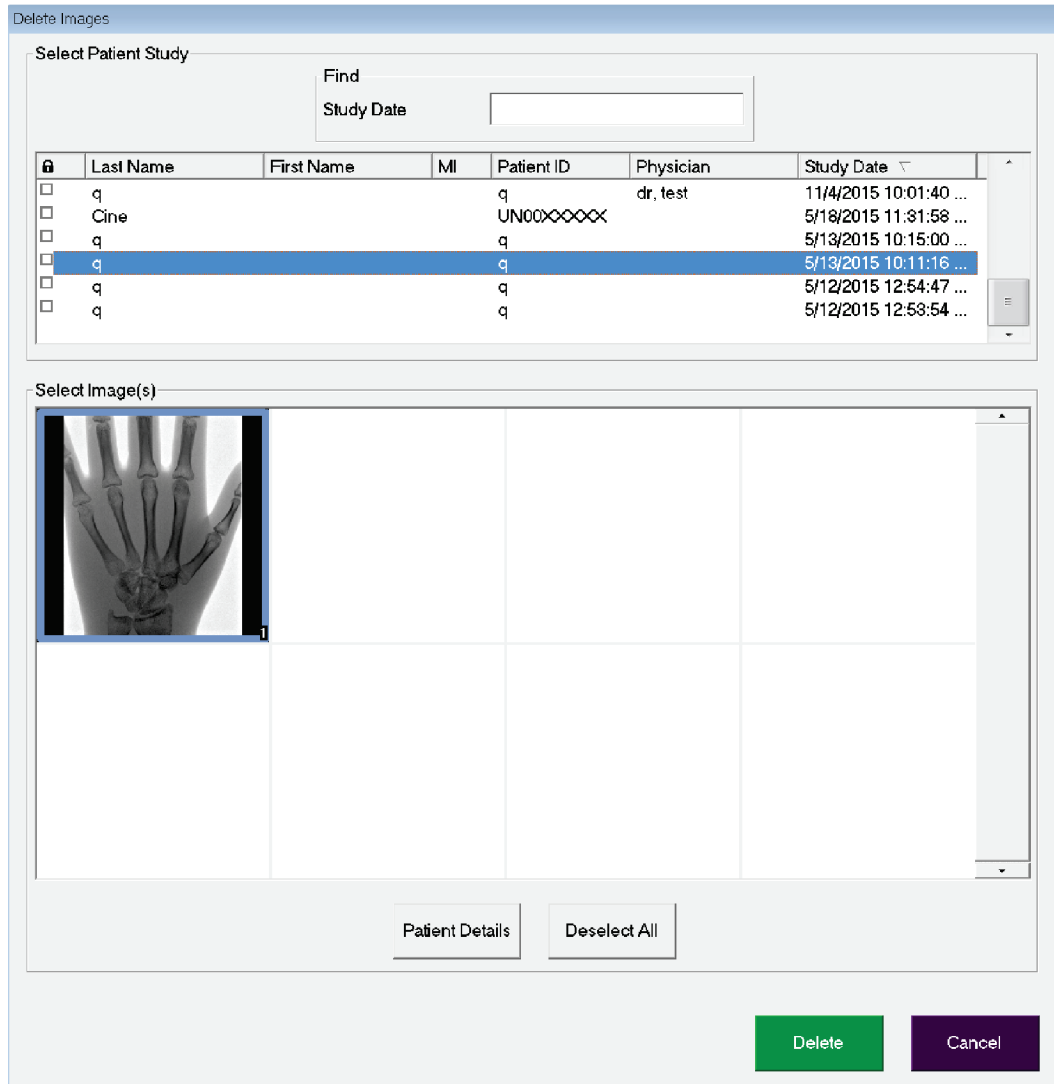 Delete Images
Select Patient Study
Find
Study Date
Last Name First Name MI Patient ID Physician Study Date
q q dr, test 11/4/2015 10:01:40 ...
Cine UN00XXXXX 5/18/2015 11:31:58 ...
q q 5/13/2015 10:15:00 ...
q q 5/13/2015 10:11:16 ...
q q 5/12/2015 12:54:47 ...
q q 5/12/2015 12:53:54 ...
Select Image(s)
1
Patient Details Deselect All
Delete Cancel